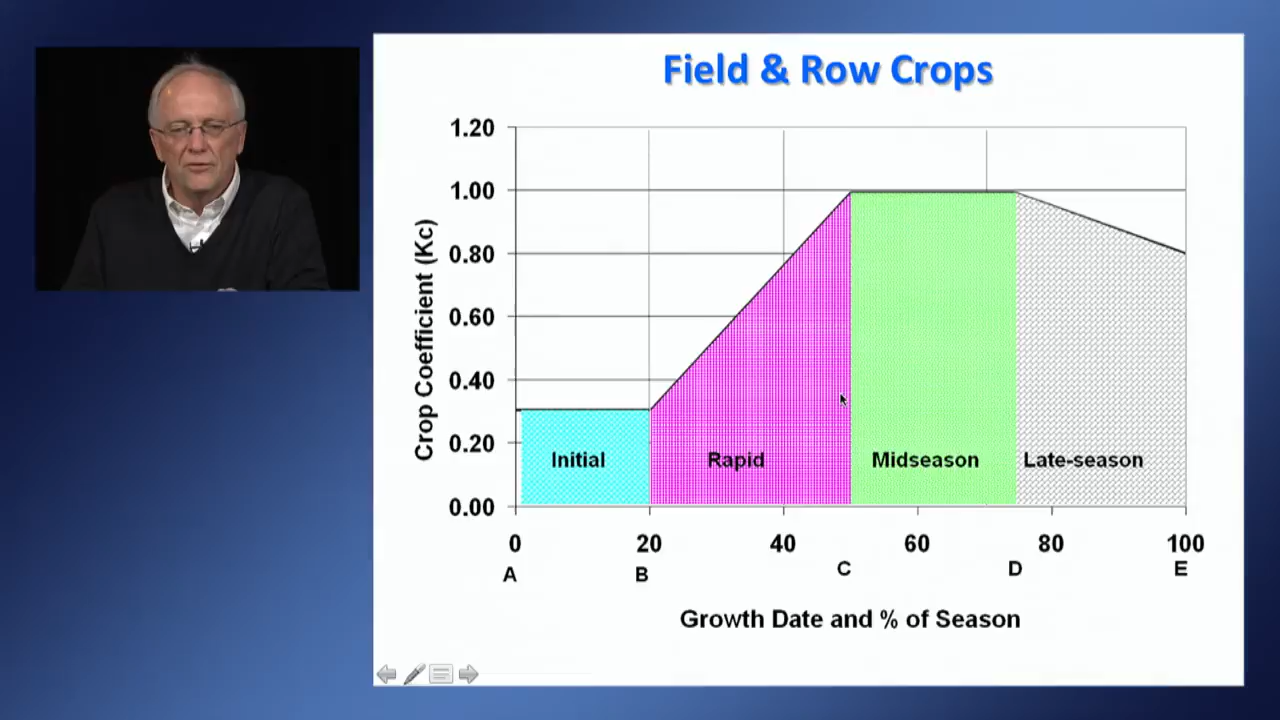 Field & Row Crops
1.20
1.00
0.80
0.60
0.40
0.20
0.00
Crop Coefficient (Kc)
Initial Rapid Midseason Late-season
0 20 40 60 80 100
A B C D E
Growth Date and % of Season